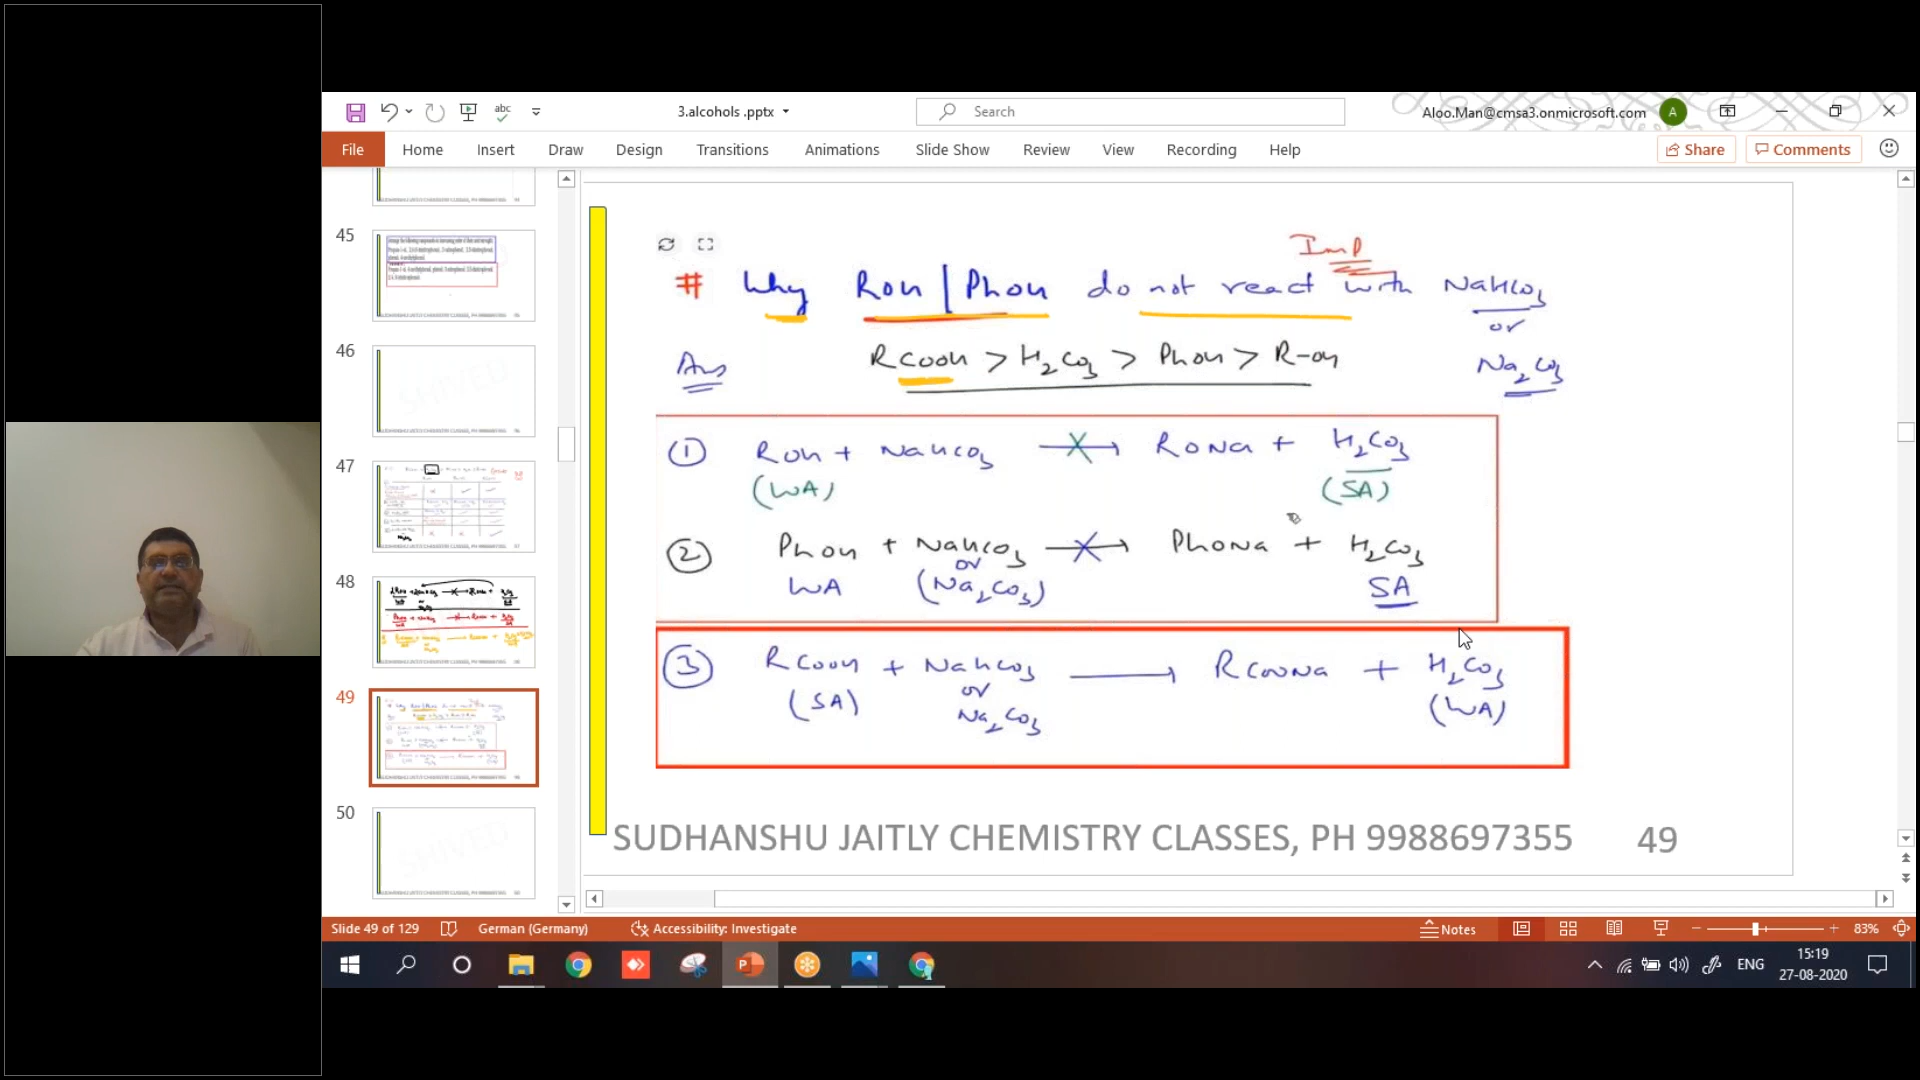 abc
3.alcohols .pptx
Search
Aloo.Man@cmsa3.onmicrosoft.com
A
File Home Insert Draw Design Transitions Animations Slide Show Review View Recording Help
Share
Comments
45
46
47
48
49
50
Imp
# Why ROH | PhOH do not react with NaHCO3
or
Na2CO3
Ans RCOOH > H2CO3 > PhOH > R-OH
① ROH + NaHCO3 ⟶ RONa + H2CO3
(WA) (SA)
② PhOH + NaHCO3 ⟶ PhONa + H2CO3
or
WA (Na2CO3) SA
③ RCOOH + NaHCO3 ⟶ RCOONa + H2CO3
or
(SA) Na2CO3 (WA)
SUDHANSHU JAITLY CHEMISTRY CLASSES, PH 9988697355 49
Slide 49 of 129 German (Germany) Accessibility: Investigate Notes 83%
ENG
15:19
27-08-2020